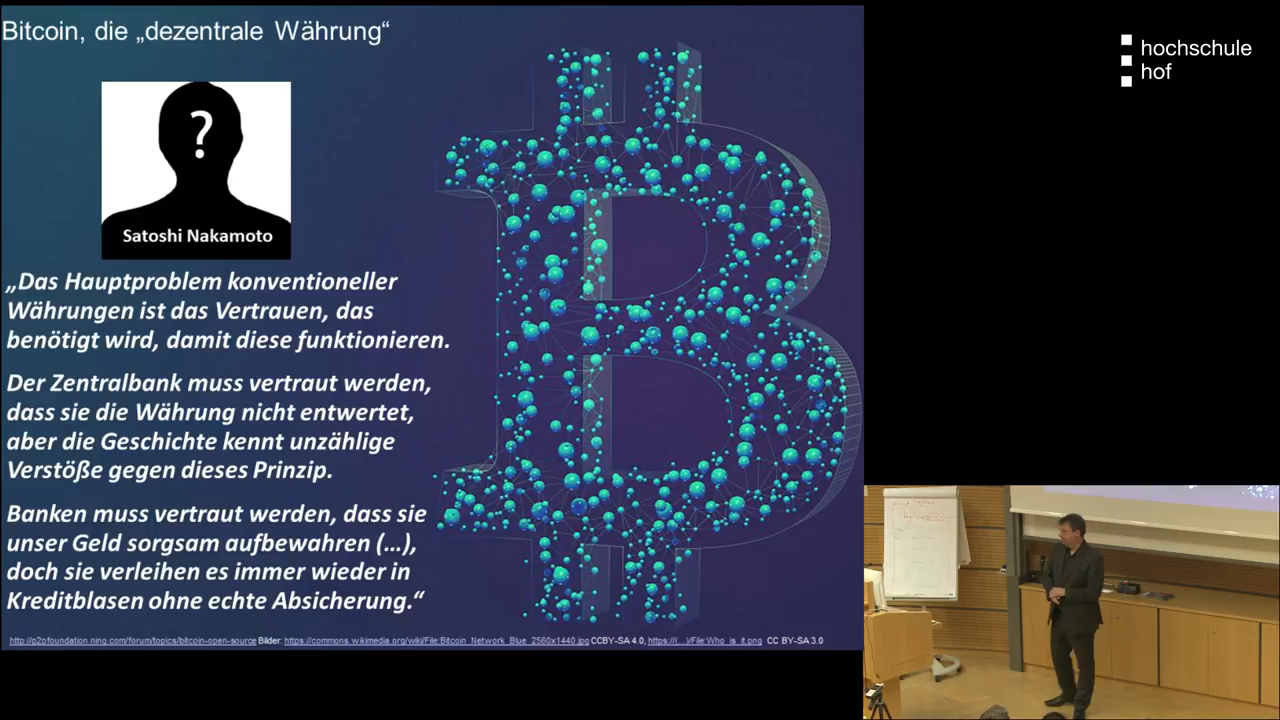 Bitcoin, die „dezentrale Währung“
hochschule
hof
?
Satoshi Nakamoto
„Das Hauptproblem konventioneller
Währungen ist das Vertrauen, das
benötigt wird, damit diese funktionieren.
Der Zentralbank muss vertraut werden,
dass sie die Währung nicht entwertet,
aber die Geschichte kennt unzählige
Verstöße gegen dieses Prinzip.
Banken muss vertraut werden, dass sie
unser Geld sorgsam aufbewahren (…),
doch sie verleihen es immer wieder in
Kreditblasen ohne echte Absicherung.“
http://p2pfoundation.ning.com/forum/topics/bitcoin-open-source Bilder: https://commons.wikimedia.org/wiki/File:Bitcoin_Network_Blue_2560x1440.jpg CCBY-SA 4.0, https://(...)/File:Who_is_it.png CC BY-SA 3.0